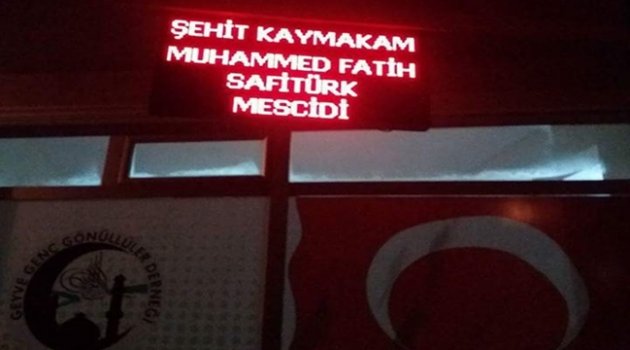 ŞEHİT KAYMAKAM
MUHAMMED FATİH
SAFİTÜRK
MESCİDİ
GEYVE GENÇ GÖNÜLLÜLER DERNEĞİ